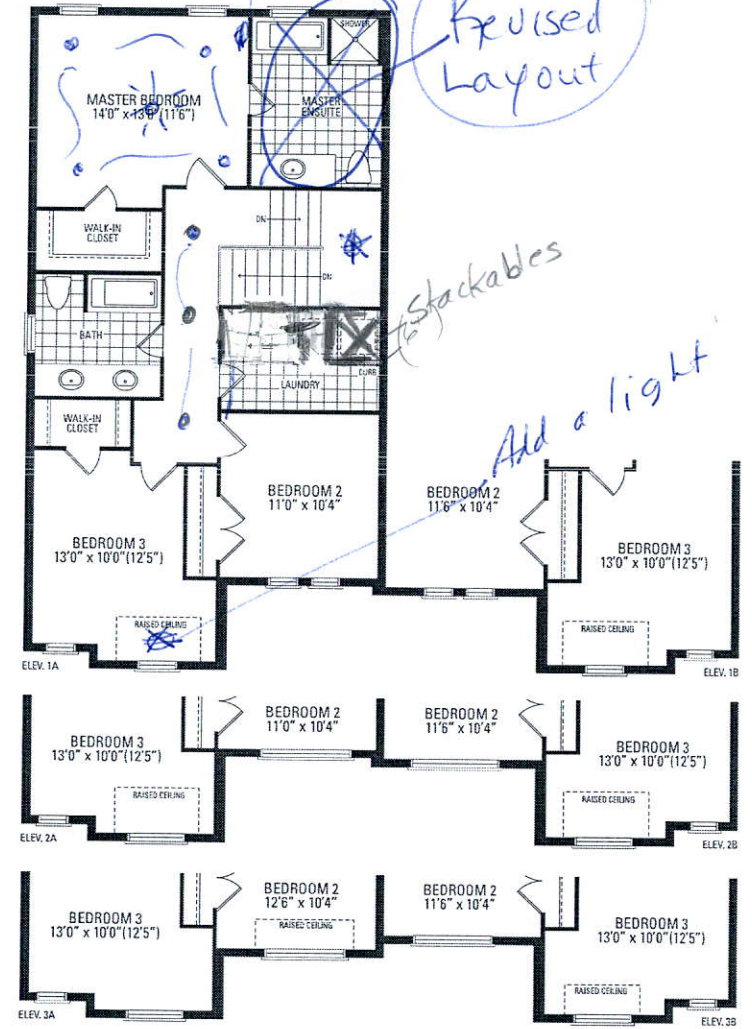 Revised
Layout
SHOWER
MASTER BEDROOM
14'0" x 13'0" (11'6")
MASTER
ENSUITE
WALK-IN
CLOSET
DN
DN
Stackables
BATH
LAUNDRY
CURB
WALK-IN
CLOSET
Add a light
BEDROOM 2
11'0" x 10'4"
BEDROOM 2
11'6" x 10'4"
BEDROOM 3
13'0" x 10'0"(12'5")
BEDROOM 3
13'0" x 10'0"(12'5")
RAISED CEILING
RAISED CEILING
ELEV. 1A
ELEV. 1B
BEDROOM 2
11'0" x 10'4"
BEDROOM 2
11'6" x 10'4"
BEDROOM 3
13'0" x 10'0"(12'5")
BEDROOM 3
13'0" x 10'0"(12'5")
RAISED CEILING
RAISED CEILING
ELEV. 2A
ELEV. 2B
BEDROOM 2
12'6" x 10'4"
RAISED CEILING
BEDROOM 2
11'6" x 10'4"
BEDROOM 3
13'0" x 10'0"(12'5")
BEDROOM 3
13'0" x 10'0"(12'5")
RAISED CEILING
ELEV. 3A
ELEV. 3B